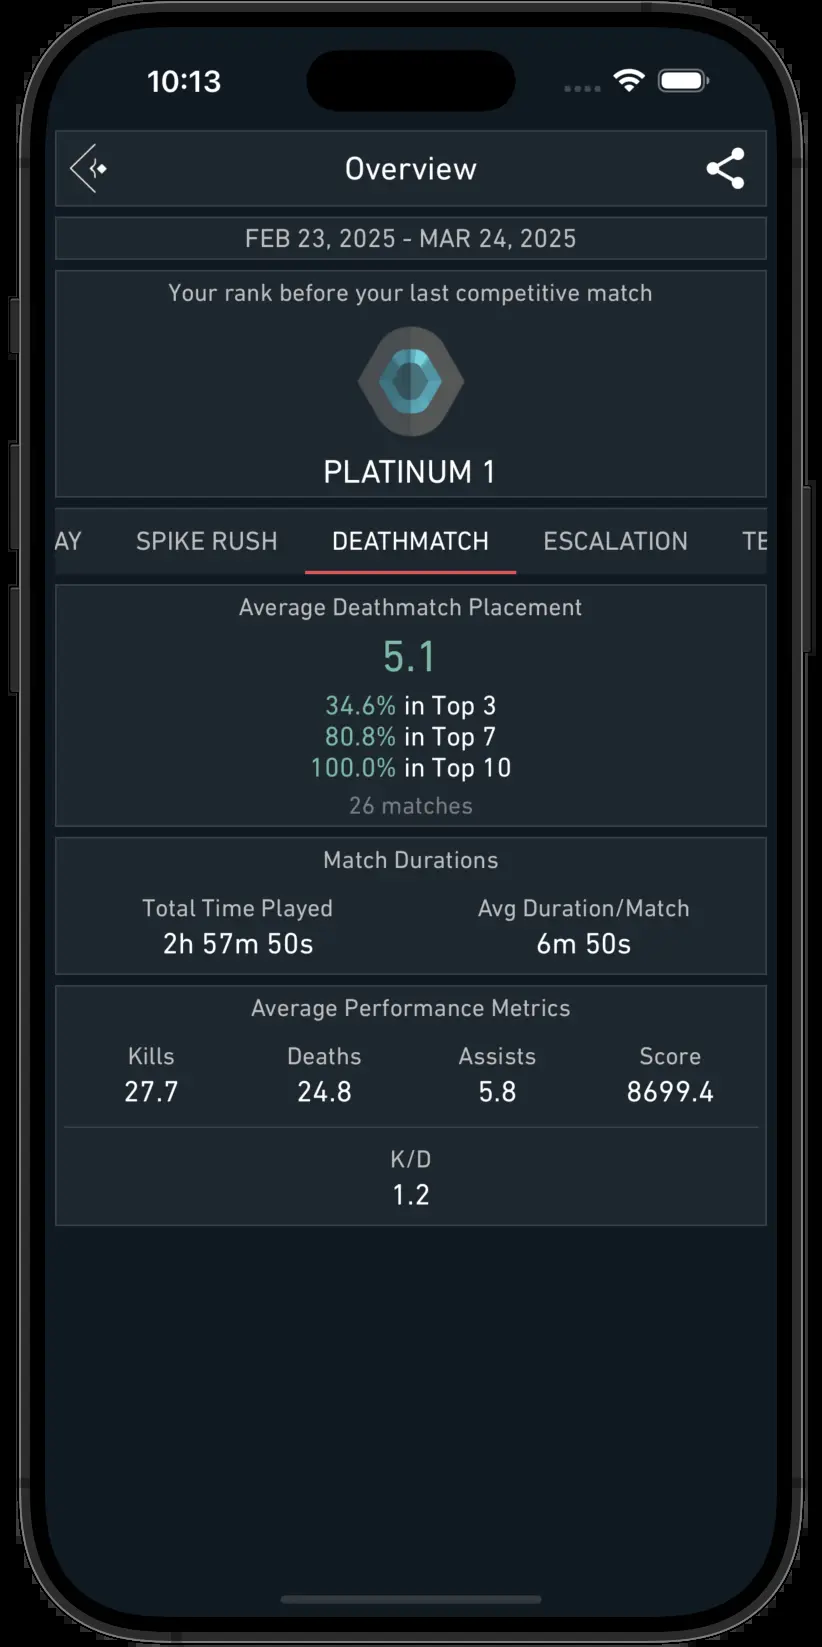 10:13
Overview
FEB 23, 2025 - MAR 24, 2025
Your rank before your last competitive match
PLATINUM 1
AY SPIKE RUSH DEATHMATCH ESCALATION TE
Average Deathmatch Placement
5.1
34.6% in Top 3
80.8% in Top 7
100.0% in Top 10
26 matches
Match Durations
Total Time Played Avg Duration/Match
2h 57m 50s 6m 50s
Average Performance Metrics
Kills Deaths Assists Score
27.7 24.8 5.8 8699.4
K/D
1.2